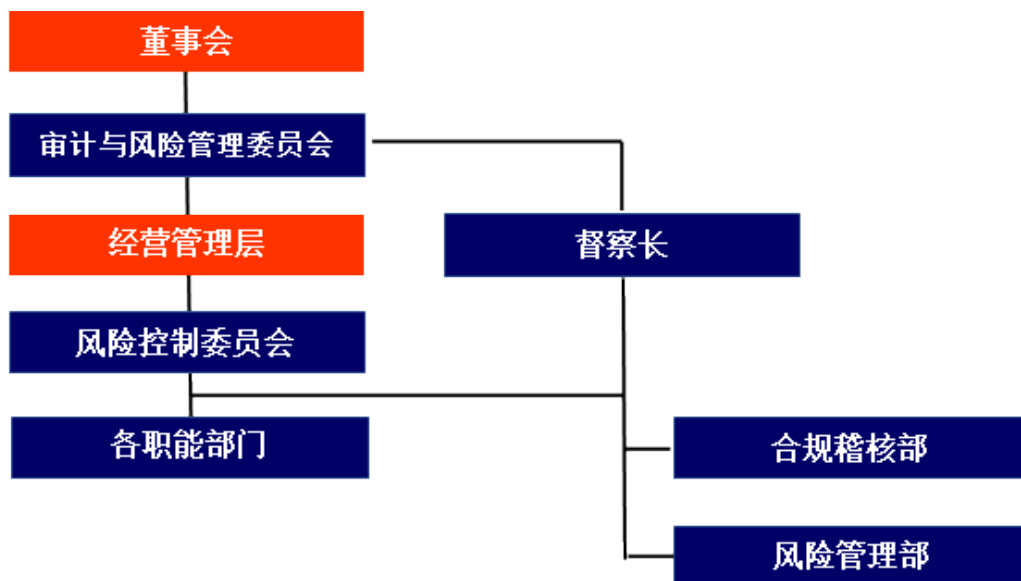 董事会
审计与风险管理委员会
经营管理层
督察长
风险控制委员会
各职能部门
合规稽核部
风险管理部